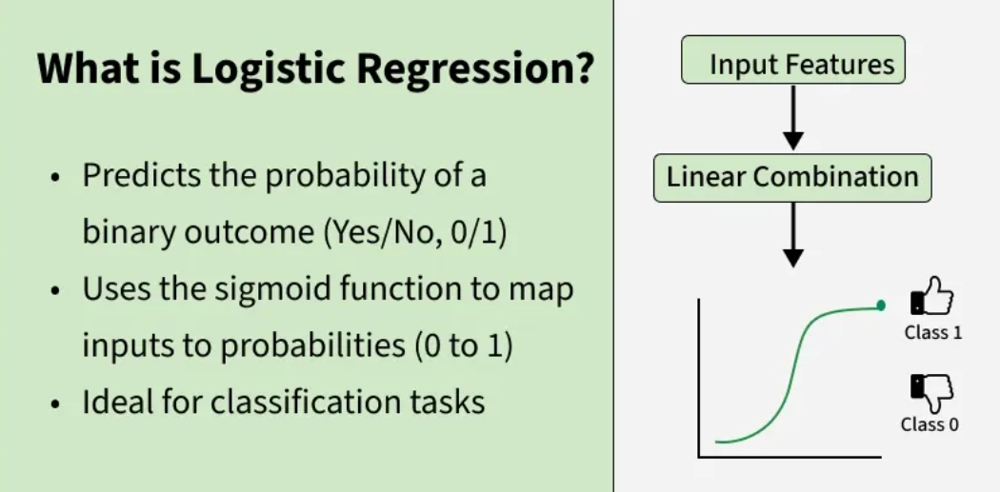 What is Logistic Regression?
• Predicts the probability of a
binary outcome (Yes/No, 0/1)
• Uses the sigmoid function to map
inputs to probabilities (0 to 1)
• Ideal for classification tasks
Input Features
Linear Combination
Class 1
Class 0